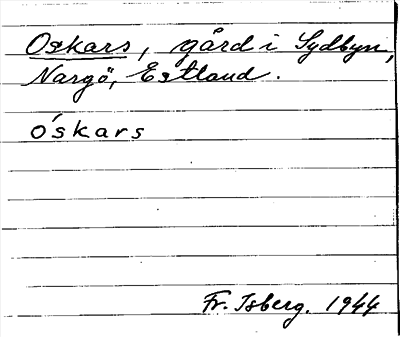 Oskars, gård i Sydbyn,
Nargö, Estland.
óskars
Fr. Isberg. 1944